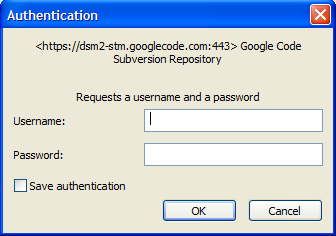 Authentication
<https://dsm2-stm.googlecode.com:443> Google Code
Subversion Repository
Requests a username and a password
Username:
Password:
Save authentication
OK Cancel